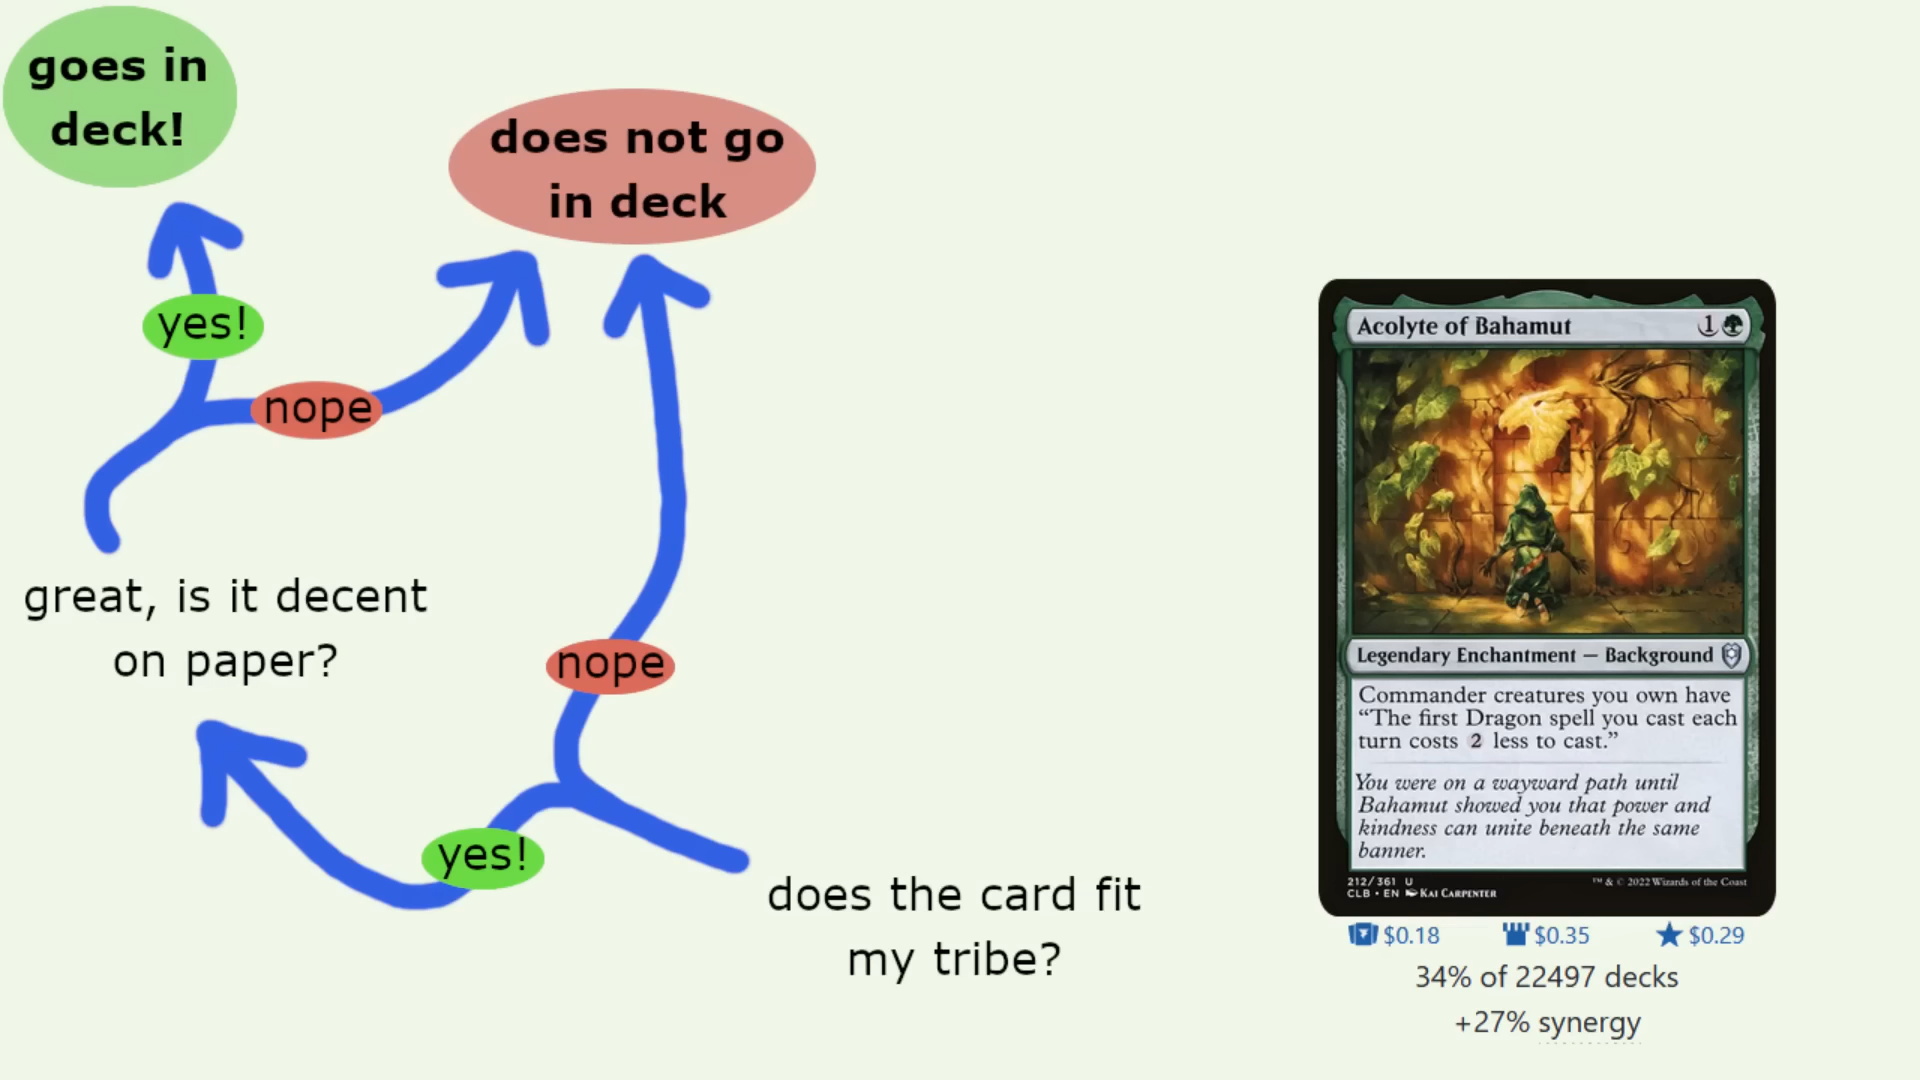 goes in
deck!
does not go
in deck
yes!
nope
great, is it decent
on paper?
nope
yes!
does the card fit
my tribe?
Acolyte of Bahamut 1
Legendary Enchantment — Background
Commander creatures you own have
“The first Dragon spell you cast each
turn costs 2 less to cast.”
You were on a wayward path until
Bahamut showed you that power and
kindness can unite beneath the same
banner.
212/361 U
CLB • EN KAI CARPENTER
™ & © 2022 Wizards of the Coast
$0.18 $0.35 $0.29
34% of 22497 decks
+27% synergy